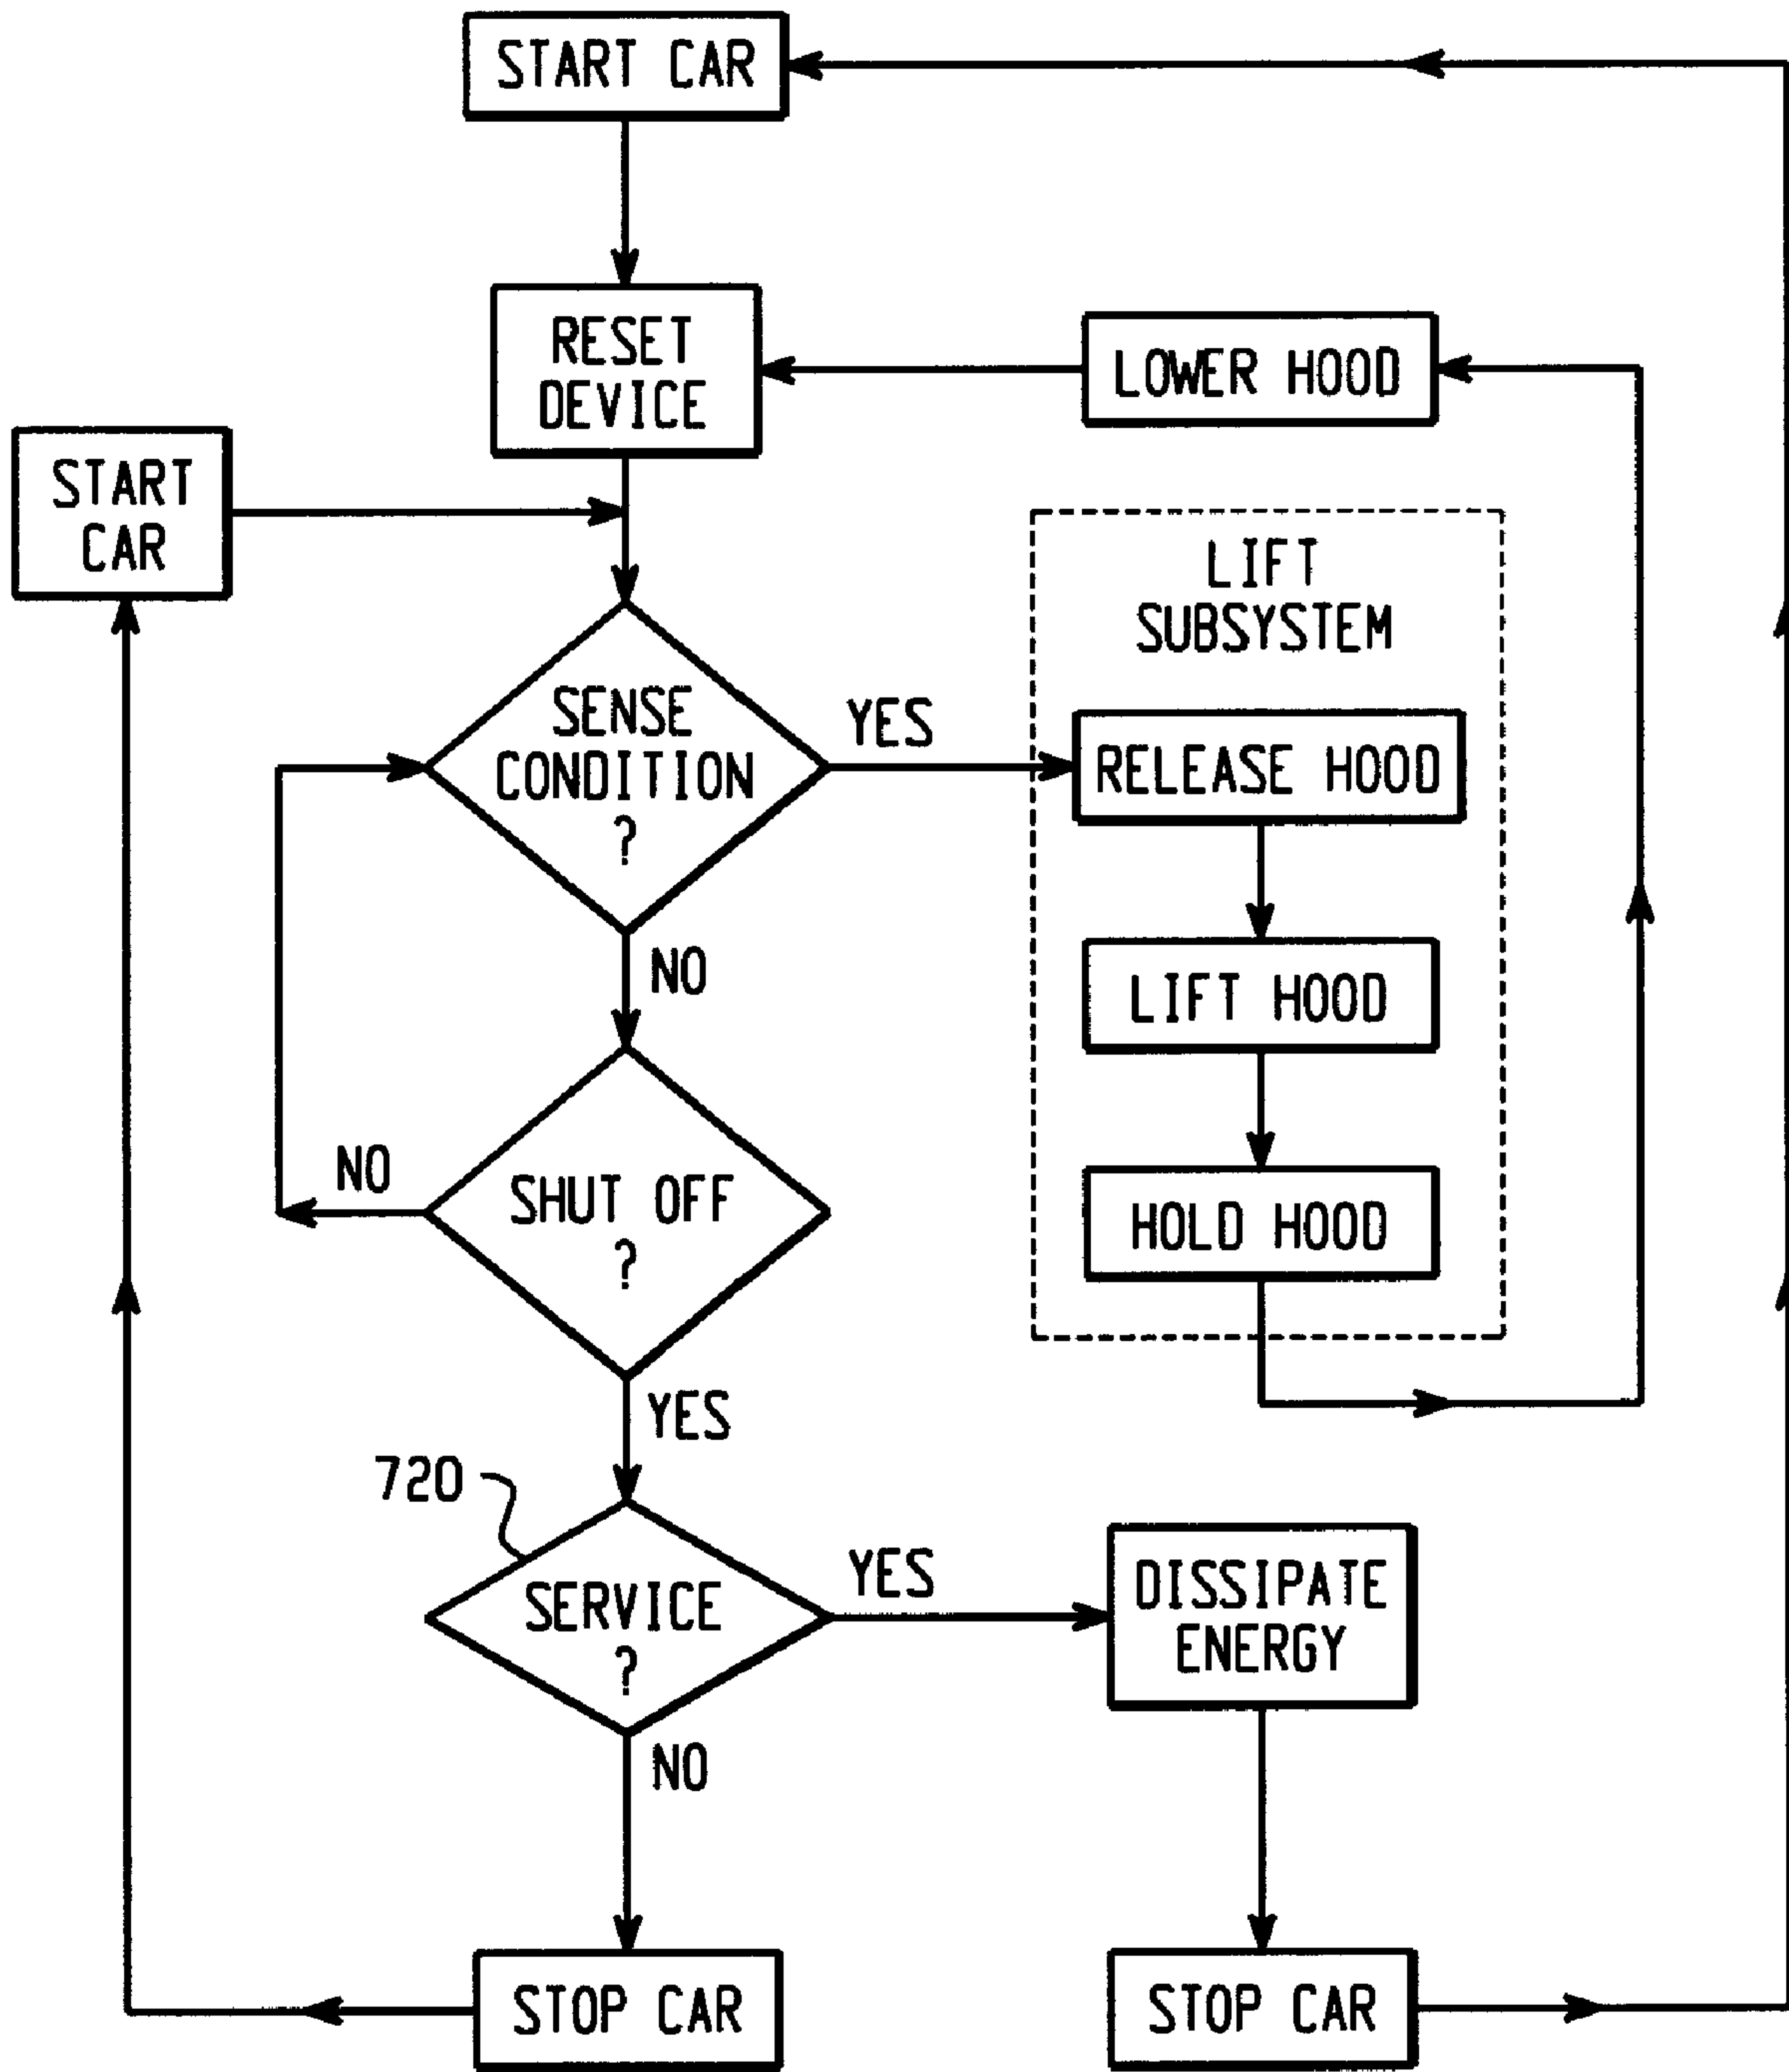 START CAR
RESET
DEVICE
LOWER HOOD
START
CAR
LIFT
SUBSYSTEM
SENSE
CONDITION
?
YES
RELEASE HOOD
NO
LIFT HOOD
NO
SHUT OFF
?
HOLD HOOD
YES
720
SERVICE
?
YES
DISSIPATE
ENERGY
NO
STOP CAR
STOP CAR